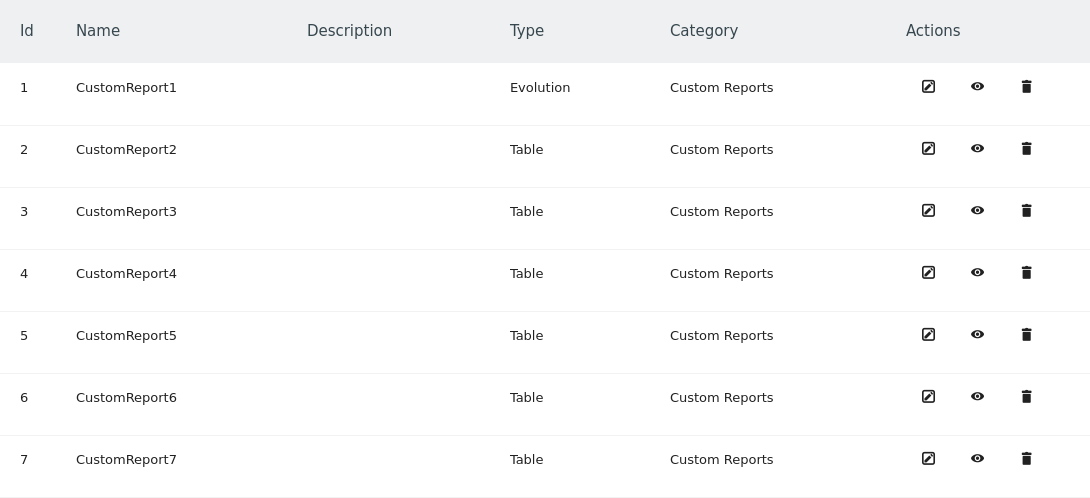 Id Name Description Type Category Actions
1 CustomReport1 Evolution Custom Reports
2 CustomReport2 Table Custom Reports
3 CustomReport3 Table Custom Reports
4 CustomReport4 Table Custom Reports
5 CustomReport5 Table Custom Reports
6 CustomReport6 Table Custom Reports
7 CustomReport7 Table Custom Reports